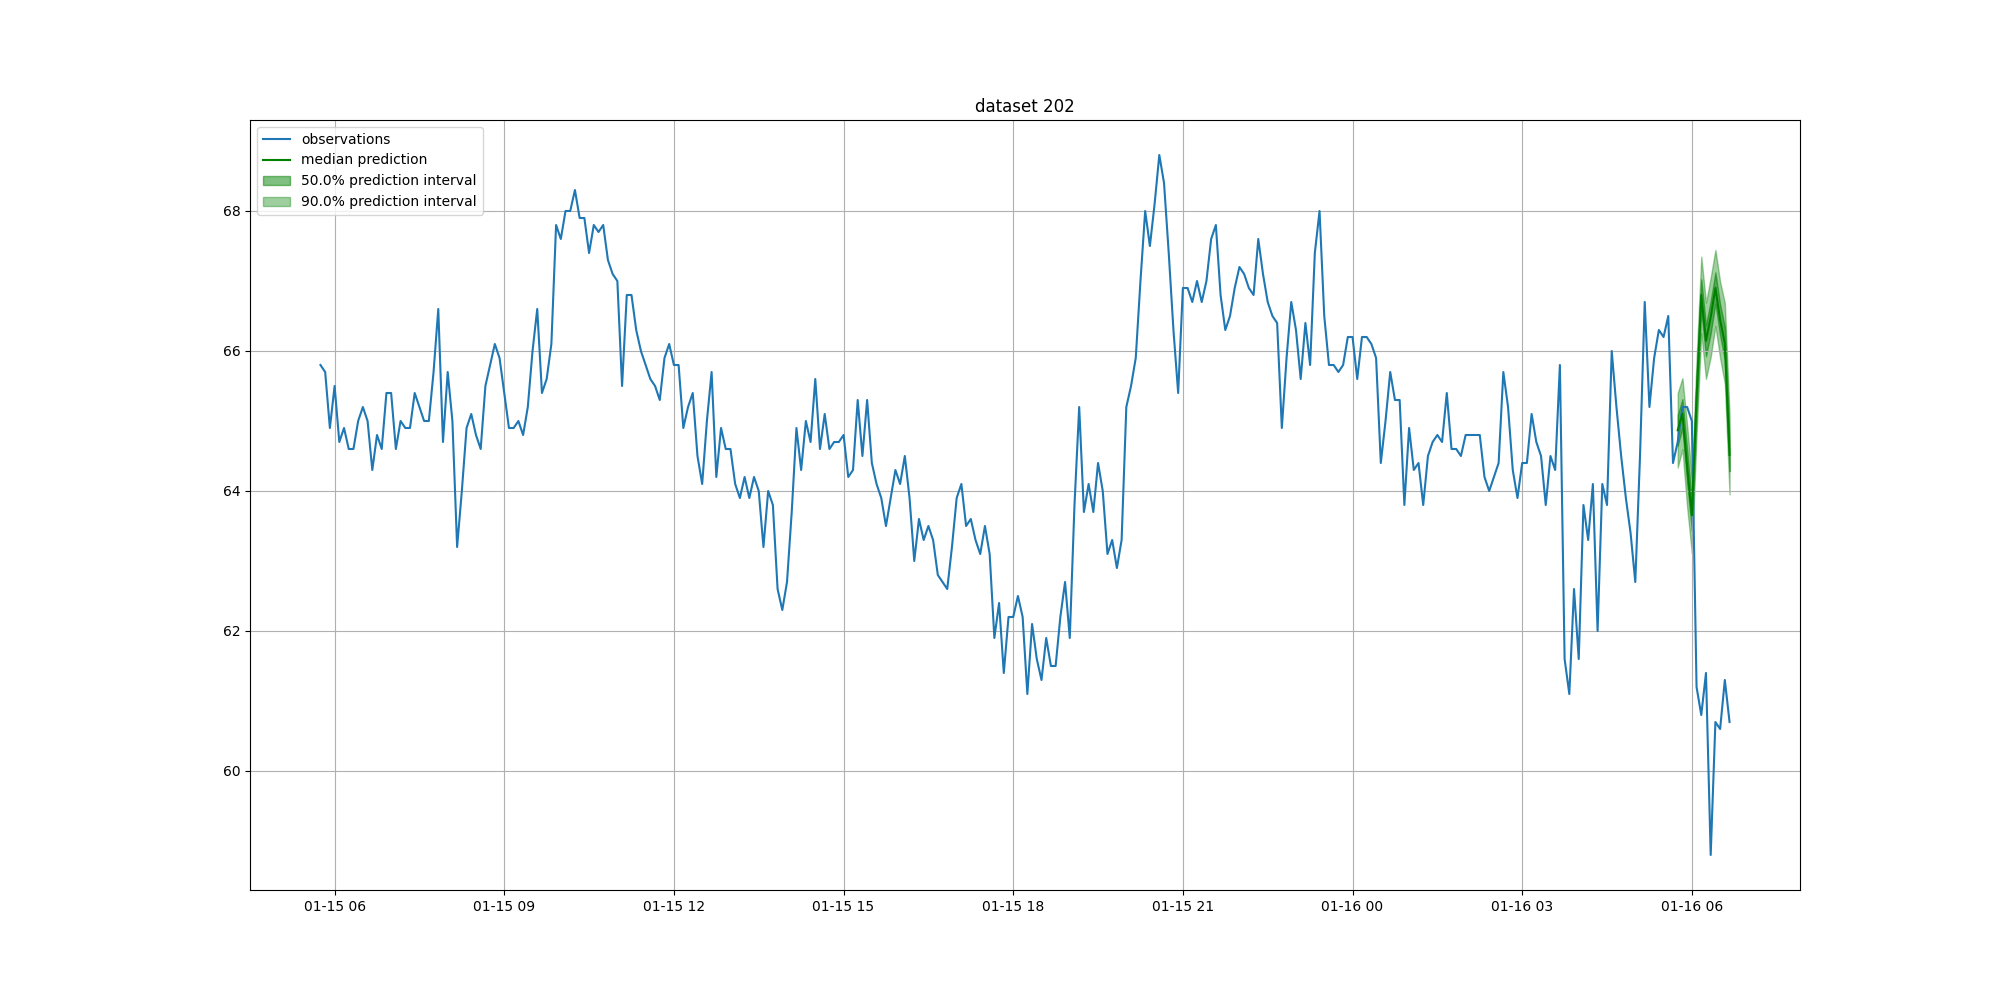 dataset 202
observations
median prediction
50.0% prediction interval
90.0% prediction interval
68
66
64
62
60
01-15 06
01-15 09
01-15 12
01-15 15
01-15 18
01-15 21
01-16 00
01-16 03
01-16 06